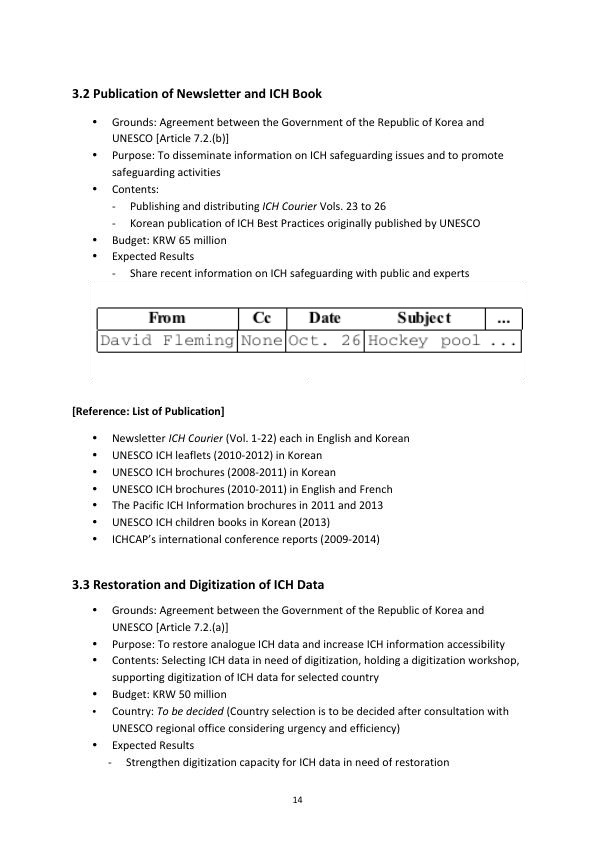 3.2 Publication of Newsletter and ICH Book
• Grounds: Agreement between the Government of the Republic of Korea and
UNESCO [Article 7.2.(b)]
• Purpose: To disseminate information on ICH safeguarding issues and to promote
safeguarding activities
• Contents:
- Publishing and distributing ICH Courier Vols. 23 to 26
- Korean publication of ICH Best Practices originally published by UNESCO
• Budget: KRW 65 million
• Expected Results
- Share recent information on ICH safeguarding with public and experts
From Cc Date Subject ...
David Fleming None Oct. 26 Hockey pool ...
[Reference: List of Publication]
• Newsletter ICH Courier (Vol. 1-22) each in English and Korean
• UNESCO ICH leaflets (2010-2012) in Korean
• UNESCO ICH brochures (2008-2011) in Korean
• UNESCO ICH brochures (2010-2011) in English and French
• The Pacific ICH Information brochures in 2011 and 2013
• UNESCO ICH children books in Korean (2013)
• ICHCAP's international conference reports (2009-2014)
3.3 Restoration and Digitization of ICH Data
• Grounds: Agreement between the Government of the Republic of Korea and
UNESCO [Article 7.2.(a)]
• Purpose: To restore analogue ICH data and increase ICH information accessibility
• Contents: Selecting ICH data in need of digitization, holding a digitization workshop,
supporting digitization of ICH data for selected country
• Budget: KRW 50 million
• Country: To be decided (Country selection is to be decided after consultation with
UNESCO regional office considering urgency and efficiency)
• Expected Results
- Strengthen digitization capacity for ICH data in need of restoration
14